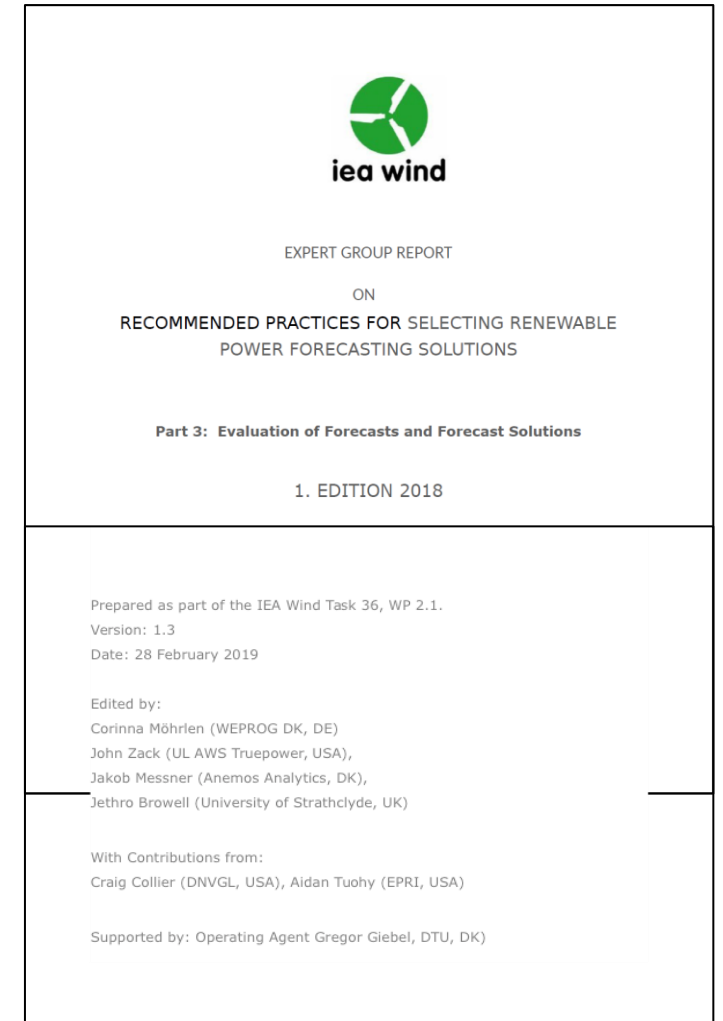 iea wind
EXPERT GROUP REPORT
ON
RECOMMENDED PRACTICES FOR SELECTING RENEWABLE
POWER FORECASTING SOLUTIONS
Part 3: Evaluation of Forecasts and Forecast Solutions
1. EDITION 2018
Prepared as part of the IEA Wind Task 36, WP 2.1.
Version: 1.3
Date: 28 February 2019
Edited by:
Corinna Möhrlen (WEPROG DK, DE)
John Zack (UL AWS Truepower, USA),
Jakob Messner (Anemos Analytics, DK),
Jethro Browell (University of Strathclyde, UK)
With Contributions from:
Craig Collier (DNVGL, USA), Aidan Tuohy (EPRI, USA)
Supported by: Operating Agent Gregor Giebel, DTU, DK)